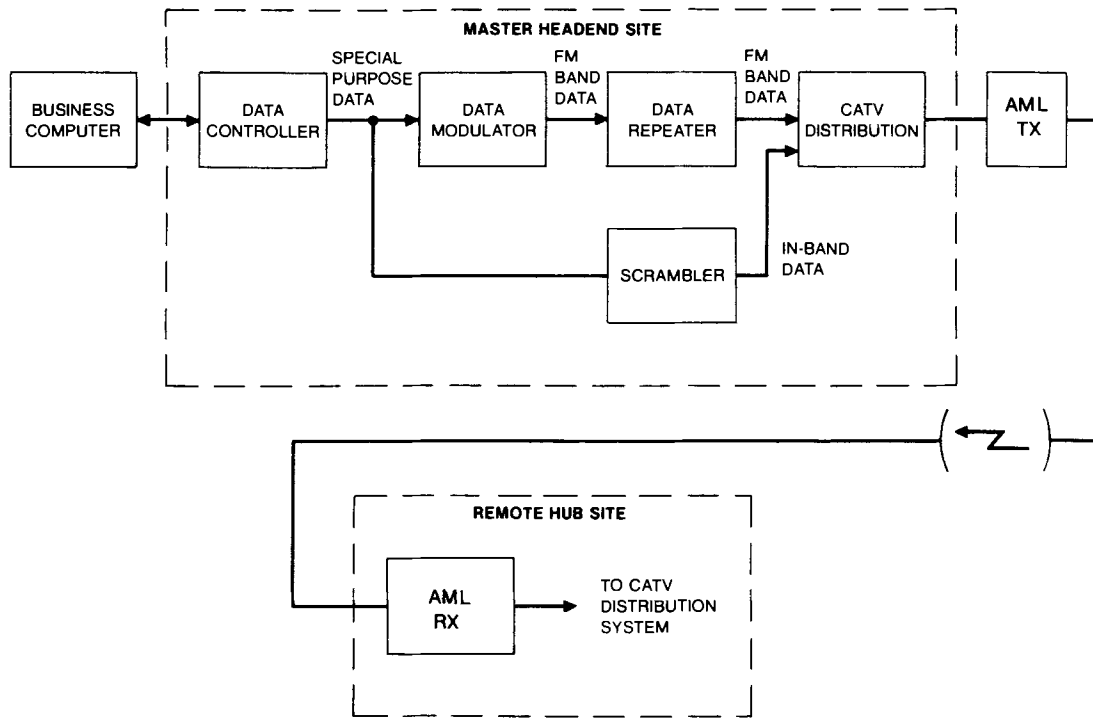 MASTER HEADEND SITE
BUSINESS
COMPUTER
DATA
CONTROLLER
SPECIAL
PURPOSE
DATA
DATA
MODULATOR
FM
BAND
DATA
DATA
REPEATER
FM
BAND
DATA
CATV
DISTRIBUTION
AML
TX
SCRAMBLER
IN-BAND
DATA
REMOTE HUB SITE
AML
RX
TO CATV
DISTRIBUTION
SYSTEM